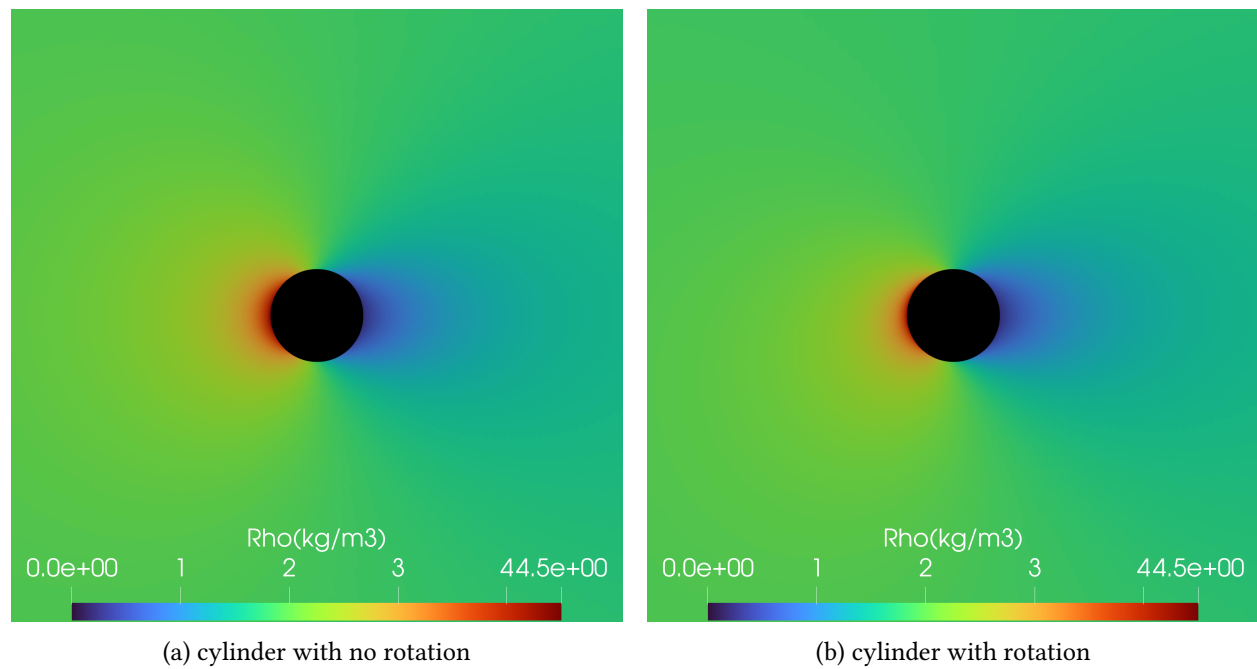 Rho(kg/m3)
0.0e+00 1 2 3 44.5e+00
(a) cylinder with no rotation
Rho(kg/m3)
0.0e+00 1 2 3 44.5e+00
(b) cylinder with rotation